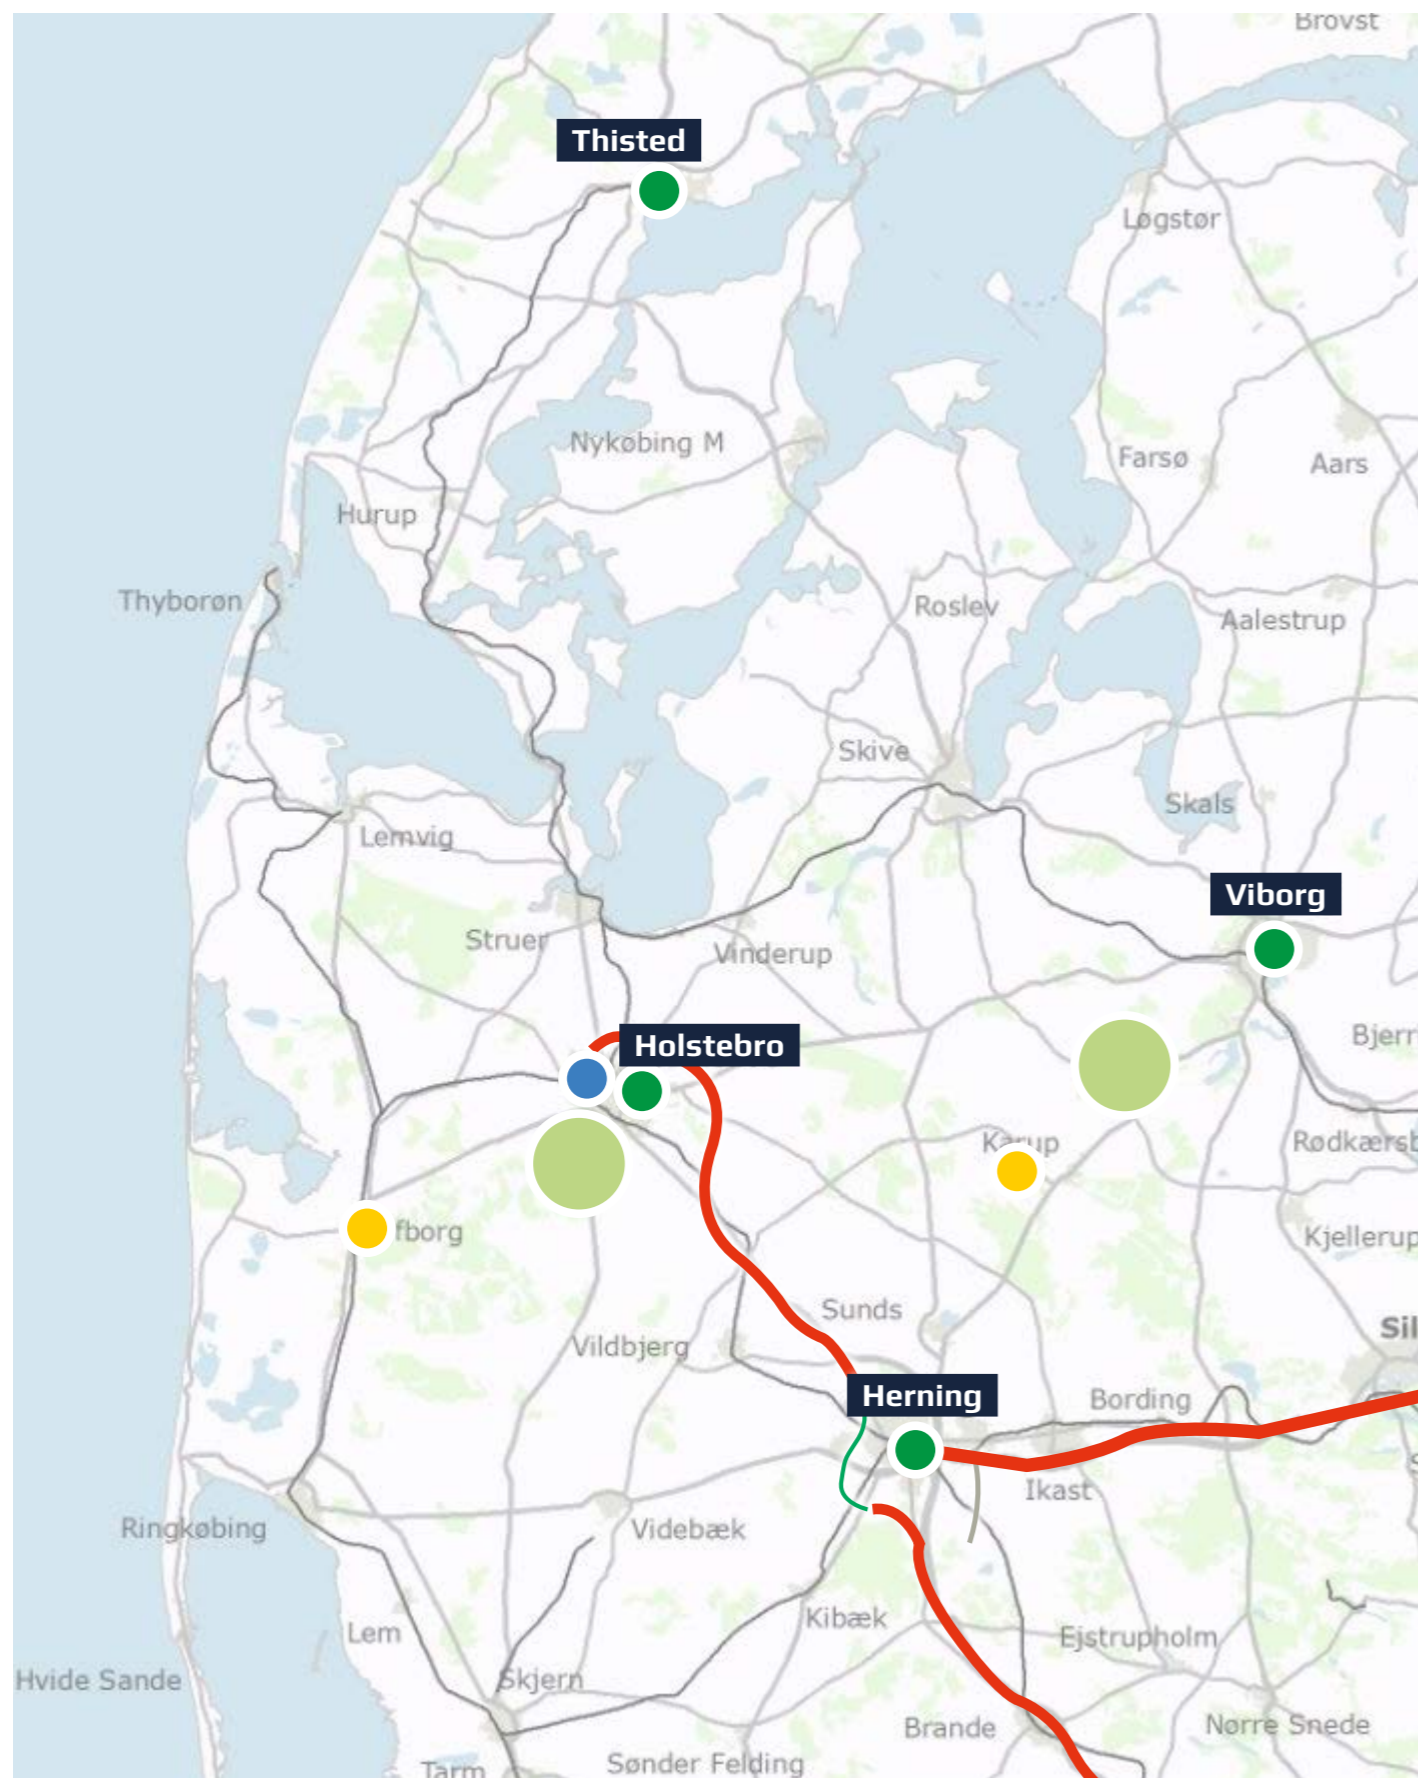 Brovst
Thisted
Løgstør
Nykøbing M
Farsø
Aars
Hurup
Thyborøn
Roslev
Aalestrup
Skive
Skals
Lemvig
Viborg
Struer
Vinderup
Bjerr
Holstebro
Karup
Rødkærsb
fborg
Kjellerup
Sunds
Sil
Vildbjerg
Herning
Bording
Ikast
Ringkøbing
Videbæk
Kibæk
Lem
Ejstrupholm
Hvide Sande
Skjern
Brande
Nørre Snede
Sønder Felding
Tarm